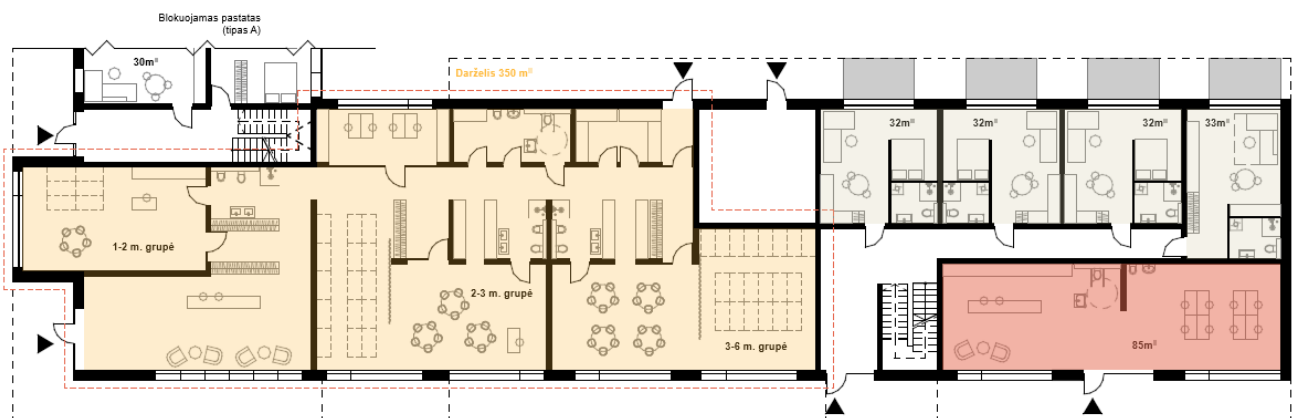 Blokuojamas pastatas
(tipas A)
30m²
Darželis 350 m²
32m²
32m²
32m²
33m²
1-2 m. grupė
2-3 m. grupė
3-6 m. grupė
85m²